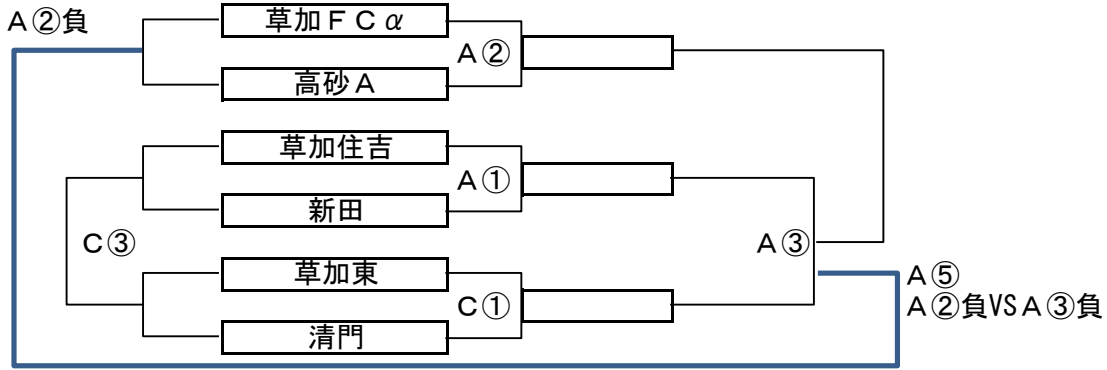 A②負
草加FCα
A②
高砂A
草加住吉
A①
新田
C③
A③
草加東
A⑤
C①
A②負VSA③負
清門